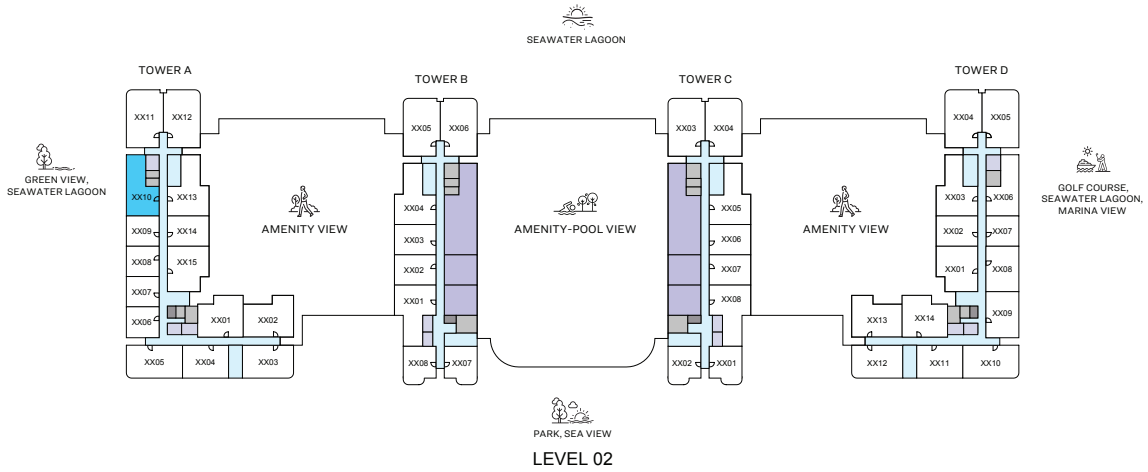 SEAWATER LAGOON
TOWER A
TOWER B
TOWER C
TOWER D
XX11
XX12
XX05
XX06
XX03
XX04
XX04
XX05
GREEN VIEW,
SEAWATER LAGOON
GOLF COURSE,
SEAWATER LAGOON,
MARINA VIEW
XX10
XX13
XX04
XX05
XX03
XX06
AMENITY VIEW
AMENITY-POOL VIEW
AMENITY VIEW
XX09
XX14
XX03
XX06
XX02
XX07
XX08
XX15
XX02
XX07
XX01
XX08
XX07
XX01
XX08
XX06
XX01
XX02
XX13
XX14
XX09
XX05
XX04
XX03
XX08
XX07
XX02
XX01
XX12
XX11
XX10
PARK, SEA VIEW
LEVEL 02